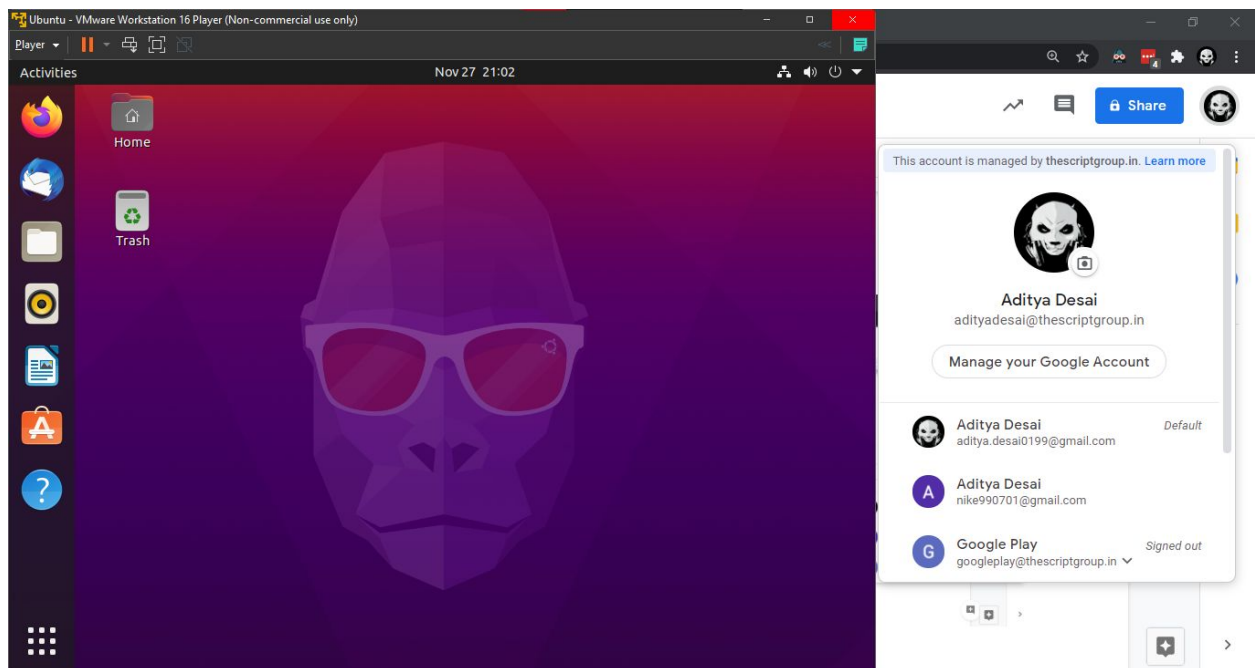 Ubuntu - VMware Workstation 16 Player (Non-commercial use only)
Player
Activities
Nov 27 21:02
Home
Trash
4
Share
This account is managed by thescriptgroup.in. Learn more
Aditya Desai
adityadesai@thescriptgroup.in
Manage your Google Account
Aditya Desai
Default
aditya.desai0199@gmail.com
A
Aditya Desai
nike990701@gmail.com
G
Google Play
Signed out
googleplay@thescriptgroup.in